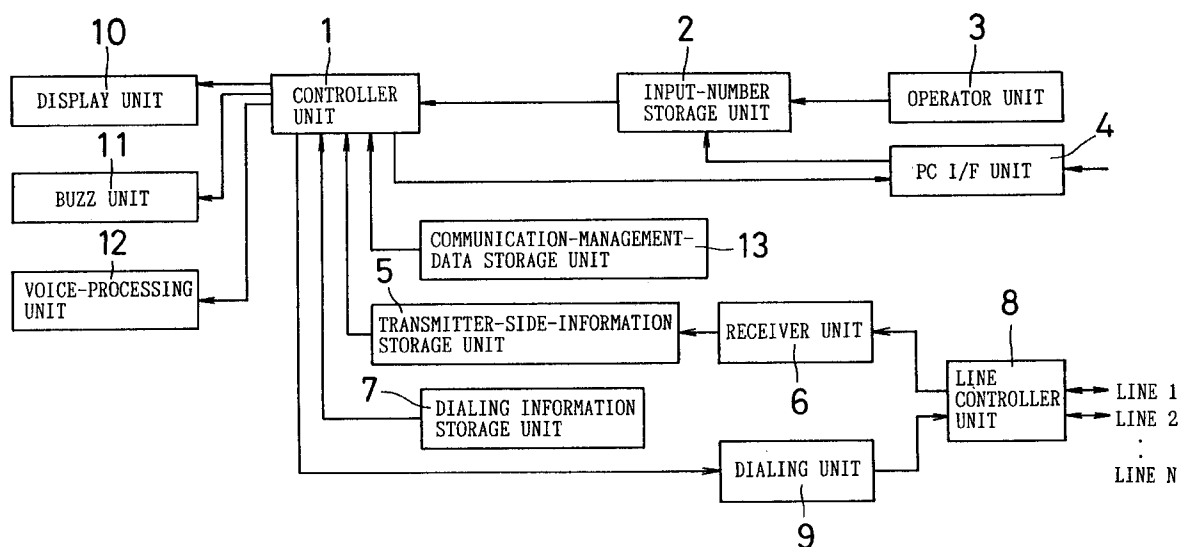 10
1
2
3
DISPLAY UNIT
CONTROLLER
UNIT
INPUT-NUMBER
STORAGE UNIT
OPERATOR UNIT
11
4
BUZZ UNIT
PC I/F UNIT
12
COMMUNICATION-MANAGEMENT-
DATA STORAGE UNIT
13
VOICE-PROCESSING
UNIT
5
TRANSMITTER-SIDE-INFORMATION
STORAGE UNIT
RECEIVER UNIT
6
8
LINE
CONTROLLER
UNIT
LINE 1
LINE 2
LINE N
7
DIALING INFORMATION
STORAGE UNIT
DIALING UNIT
9